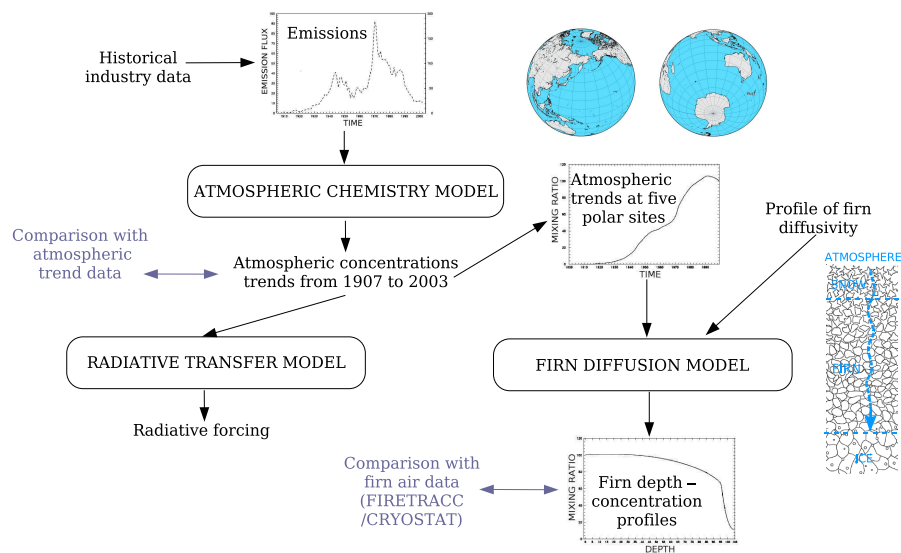 Emissions
EMISSION FLUX
TIME
Historical
industry data
ATMOSPHERIC CHEMISTRY MODEL
Atmospheric
trends at five
polar sites
MIXING RATIO
TIME
Profile of firn
diffusivity
Comparison with
atmospheric
trend data
Atmospheric concentrations
trends from 1907 to 2003
ATMOSPHERE
SNOW
FIRN
ICE
RADIATIVE TRANSFER MODEL
FIRN DIFFUSION MODEL
Radiative forcing
Comparison with
firn air data
(FIRETRACC
/CRYOSTAT)
MIXING RATIO
Firn depth –
concentration
profiles
DEPTH